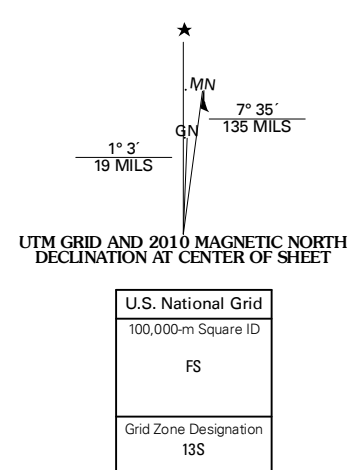 MN
GN
7° 35´
135 MILS
1° 3´
19 MILS
UTM GRID AND 2010 MAGNETIC NORTH
DECLINATION AT CENTER OF SHEET
U.S. National Grid
100,000-m Square ID
FS
Grid Zone Designation
13S